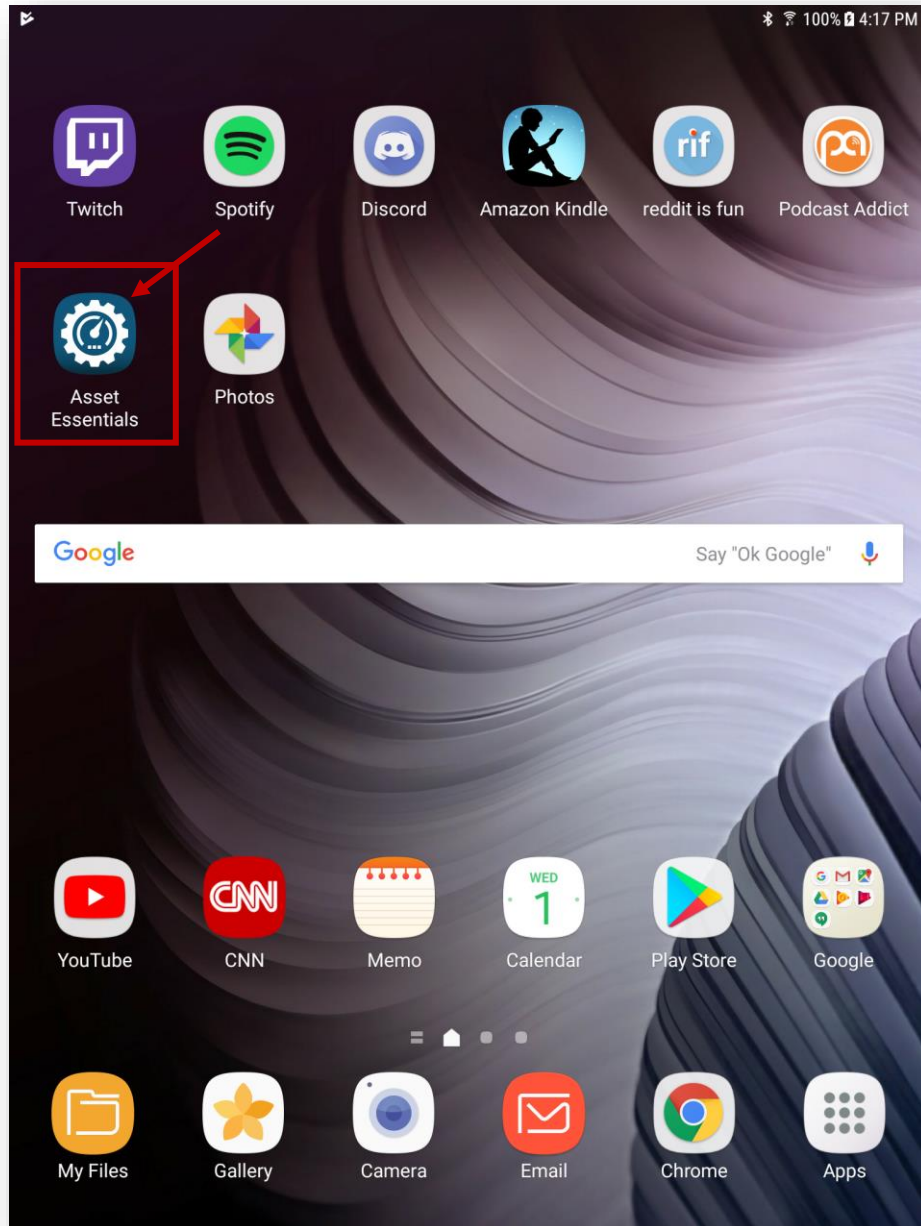 100% 4:17 PM
Twitch
Spotify
Discord
Amazon Kindle
rif
reddit is fun
Podcast Addict
Asset
Essentials
Photos
Google
Say "Ok Google"
CNN
WED
1
YouTube
CNN
Memo
Calendar
Play Store
Google
My Files
Gallery
Camera
Email
Chrome
Apps